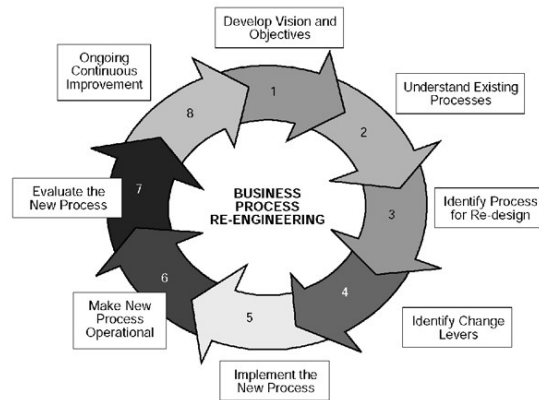 Develop Vision and
Objectives
1
Understand Existing
Processes
2
Identify Process
for Re-design
3
Identify Change
Levers
4
Implement the
New Process
5
Make New
Process
Operational
6
Evaluate the
New Process
7
Ongoing
Continuous
Improvement
8
BUSINESS
PROCESS
RE-ENGINEERING